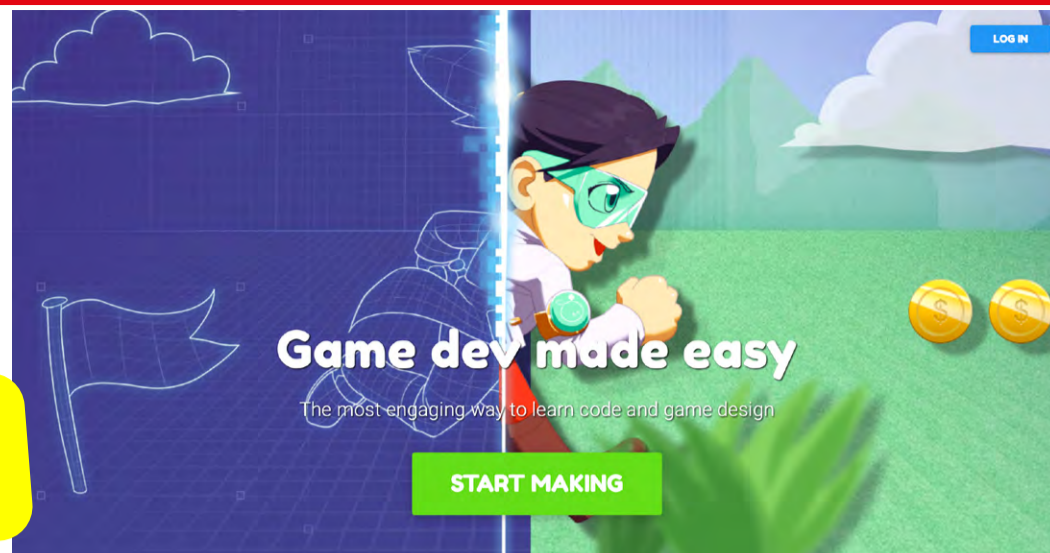 LOG IN
Game dev made easy
The most engaging way to learn code and game design
START MAKING